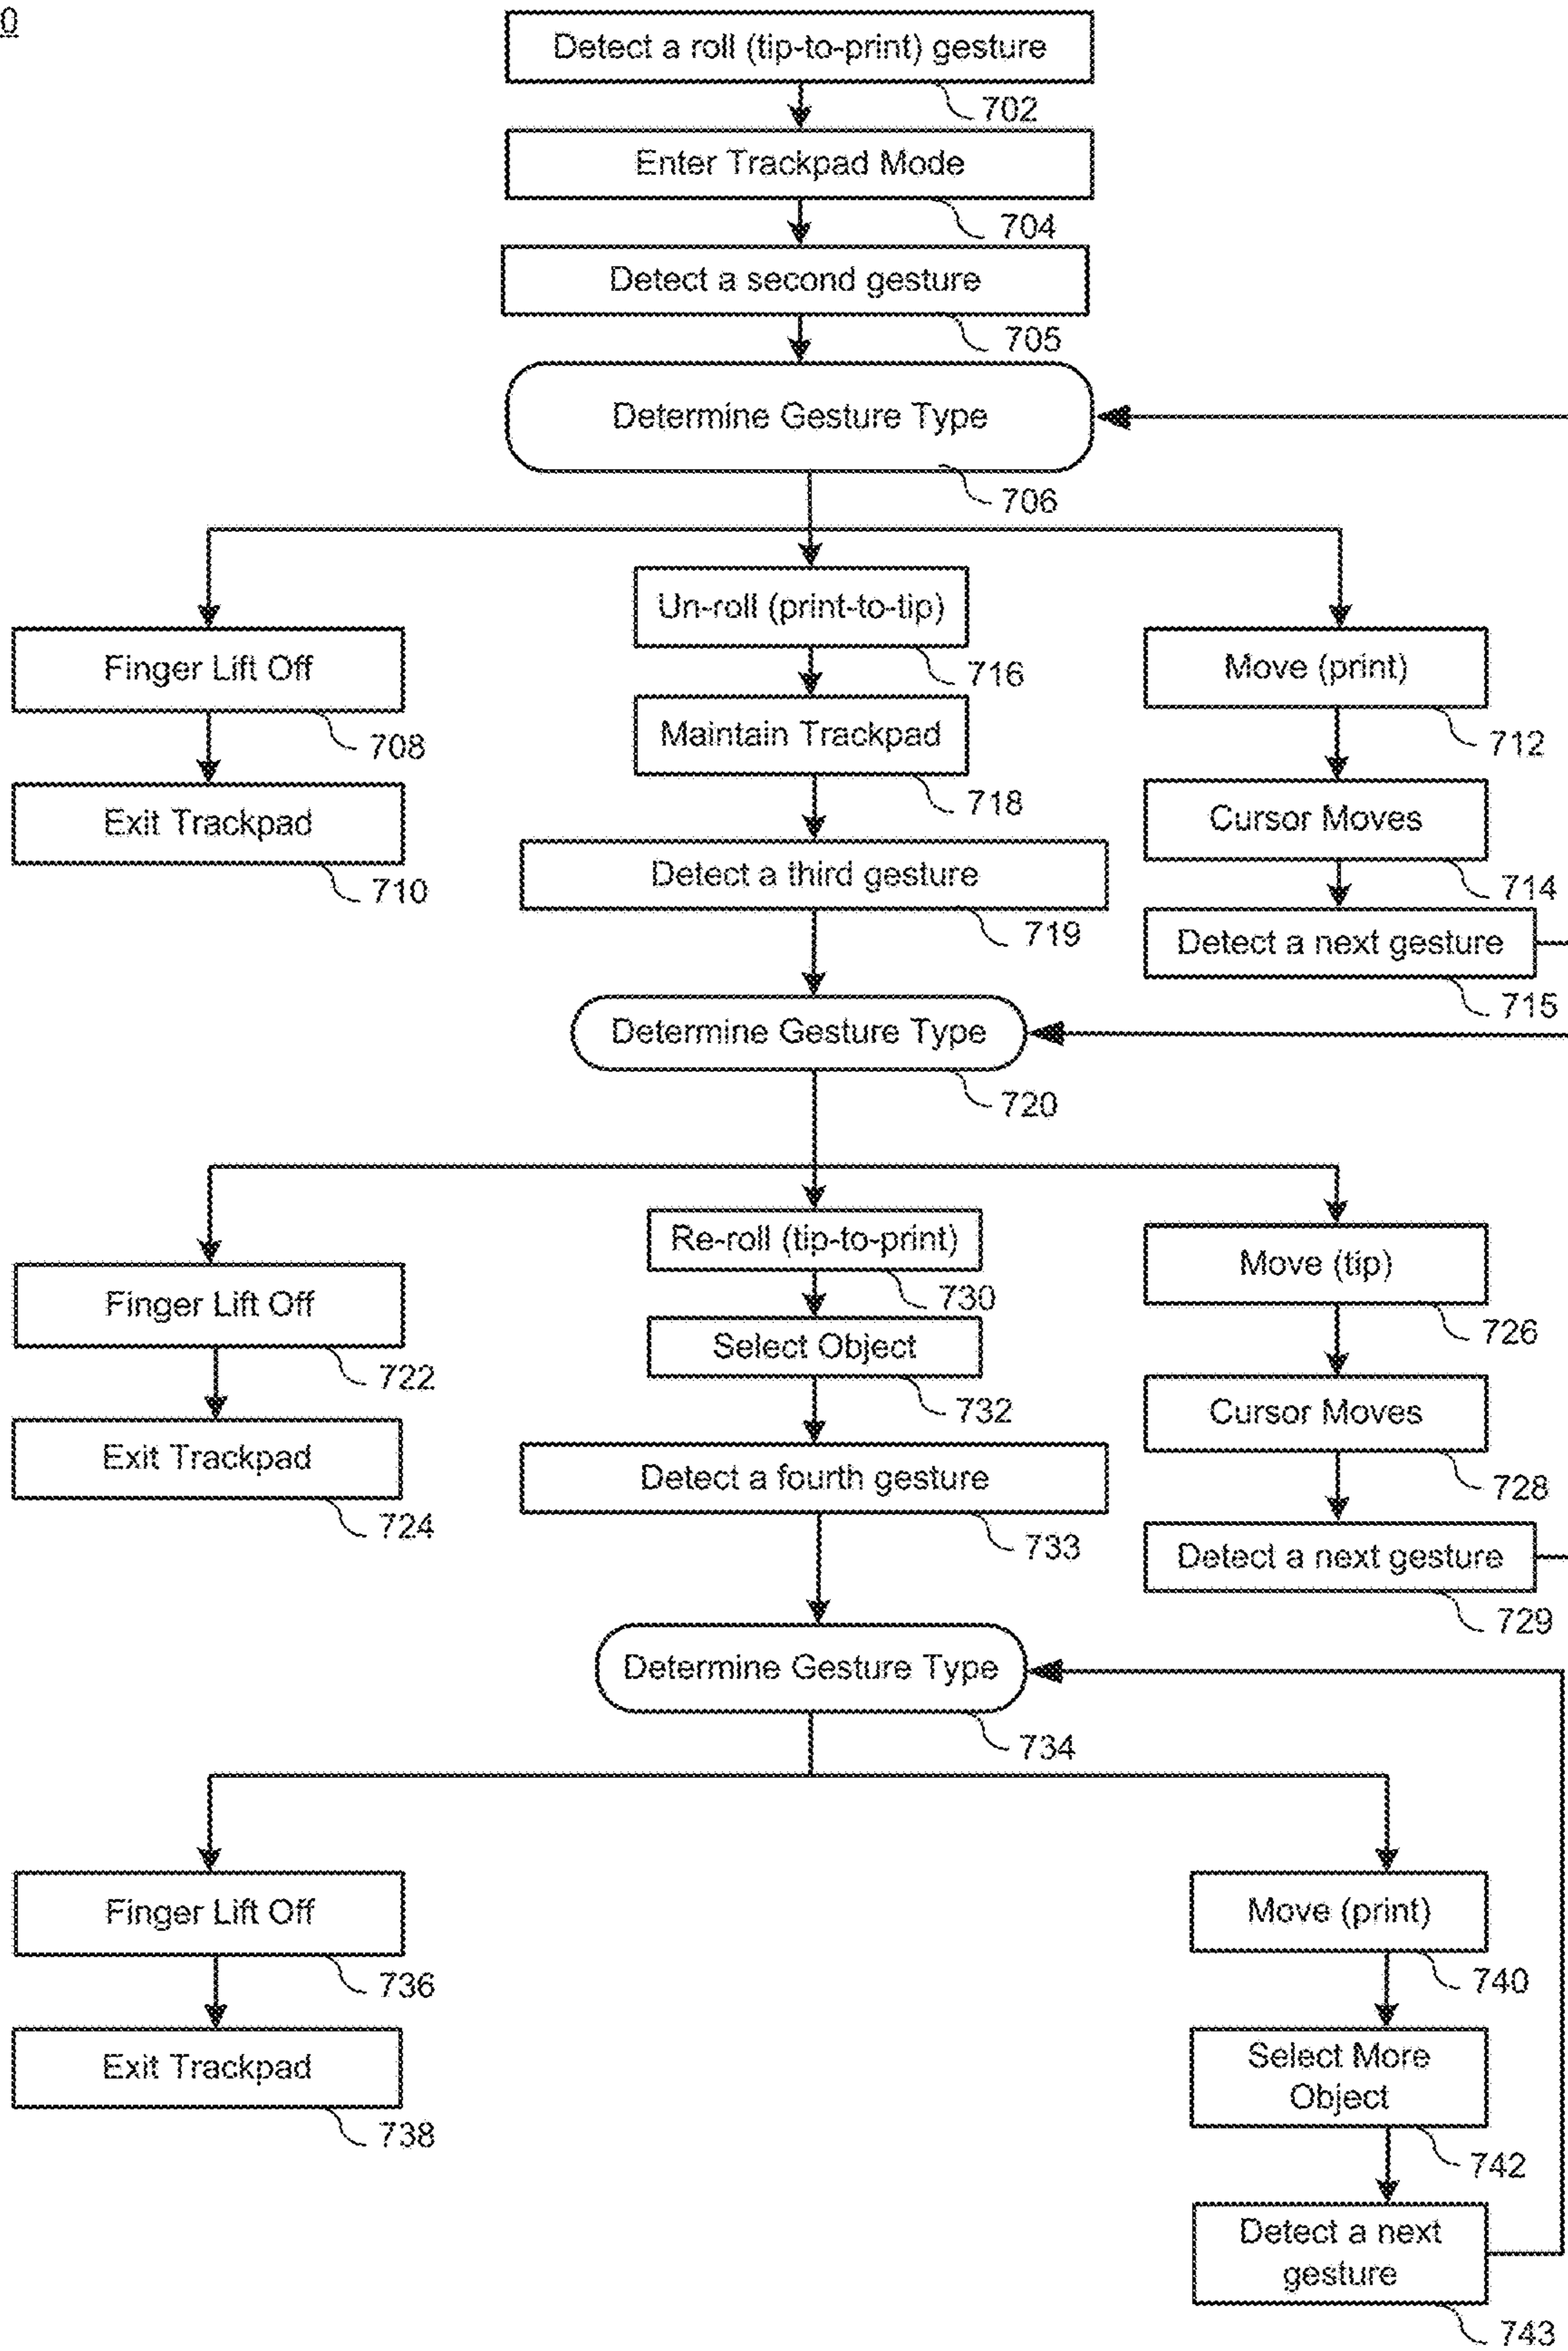 0
Detect a roll (tip-to-print) gesture
702
Enter Trackpad Mode
704
Detect a second gesture
705
Determine Gesture Type
706
Finger Lift Off
708
Exit Trackpad
710
Un-roll (print-to-tip)
716
Maintain Trackpad
718
Detect a third gesture
719
Move (print)
712
Cursor Moves
714
Detect a next gesture
715
Determine Gesture Type
720
Finger Lift Off
722
Exit Trackpad
724
Re-roll (tip-to-print)
730
Select Object
732
Detect a fourth gesture
733
Move (tip)
726
Cursor Moves
728
Detect a next gesture
729
Determine Gesture Type
734
Finger Lift Off
736
Exit Trackpad
738
Move (print)
740
Select More
Object
742
Detect a next
gesture
743